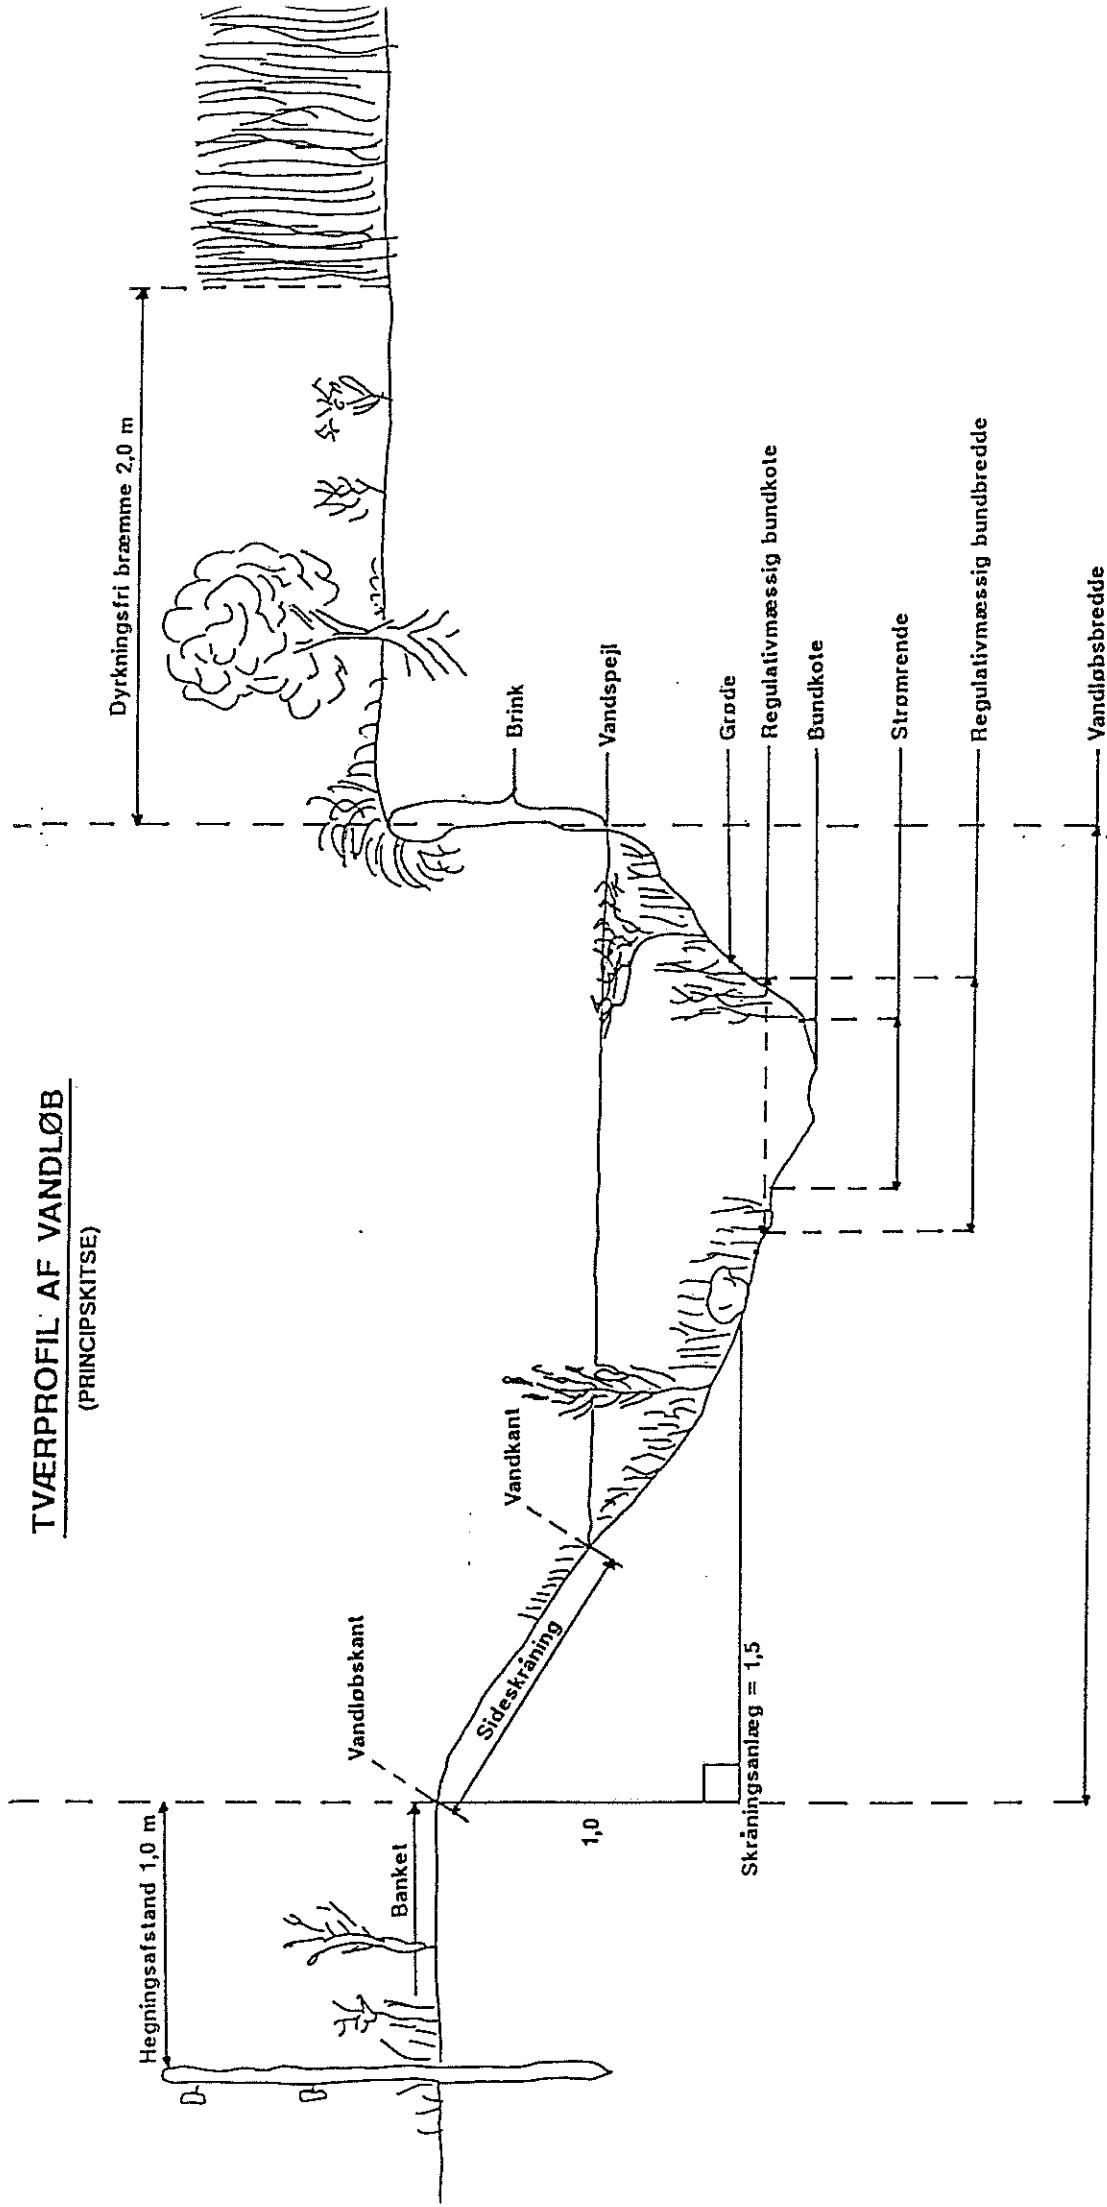 TVÆRPROFIL AF VANDLØB
(PRINCIPSKITSE)
Hegningsafstand 1,0 m
Dyrkningsfri bræmme 2,0 m
Banket
Vandløbskant
Vandkant
Sideskråning
1,0
Skråningsanlæg = 1,5
Brink
Vandspejl
Grøde
Regulativmæssig bundkote
Bundkote
Strømrende
Regulativmæssig bundbredde
Vandløbsbredde